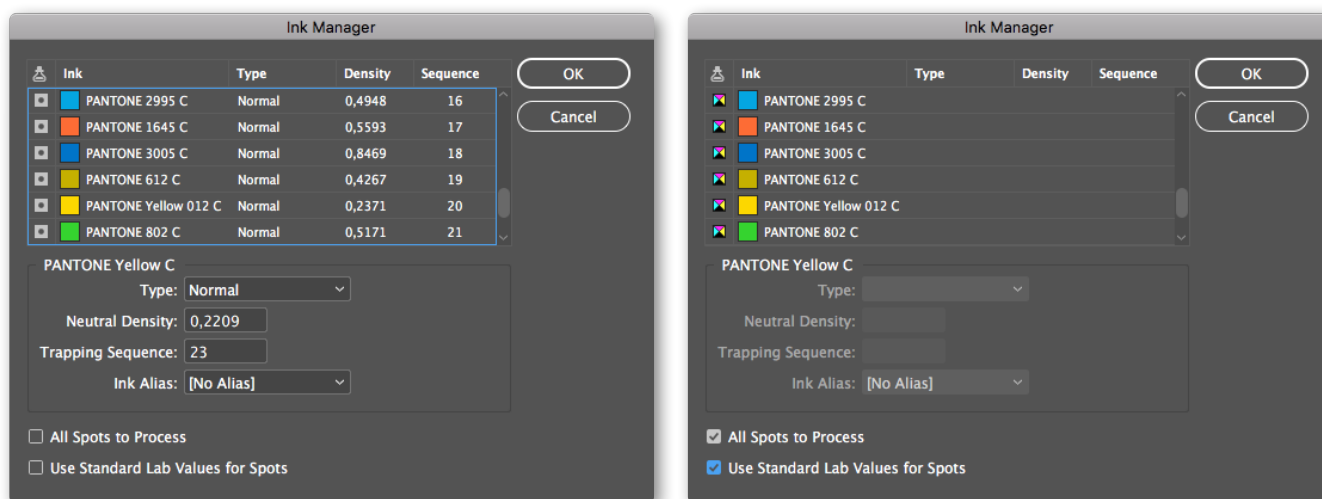 Ink Manager
Ink Type Density Sequence
PANTONE 2995 C Normal 0,4948 16
PANTONE 1645 C Normal 0,5593 17
PANTONE 3005 C Normal 0,8469 18
PANTONE 612 C Normal 0,4267 19
PANTONE Yellow 012 C Normal 0,2371 20
PANTONE 802 C Normal 0,5171 21
OK
Cancel
PANTONE Yellow C
Type: Normal
Neutral Density: 0,2209
Trapping Sequence: 23
Ink Alias: [No Alias]
All Spots to Process
Use Standard Lab Values for Spots
Ink Manager
Ink Type Density Sequence
PANTONE 2995 C
PANTONE 1645 C
PANTONE 3005 C
PANTONE 612 C
PANTONE Yellow 012 C
PANTONE 802 C
OK
Cancel
PANTONE Yellow C
Type:
Neutral Density:
Trapping Sequence:
Ink Alias: [No Alias]
All Spots to Process
Use Standard Lab Values for Spots